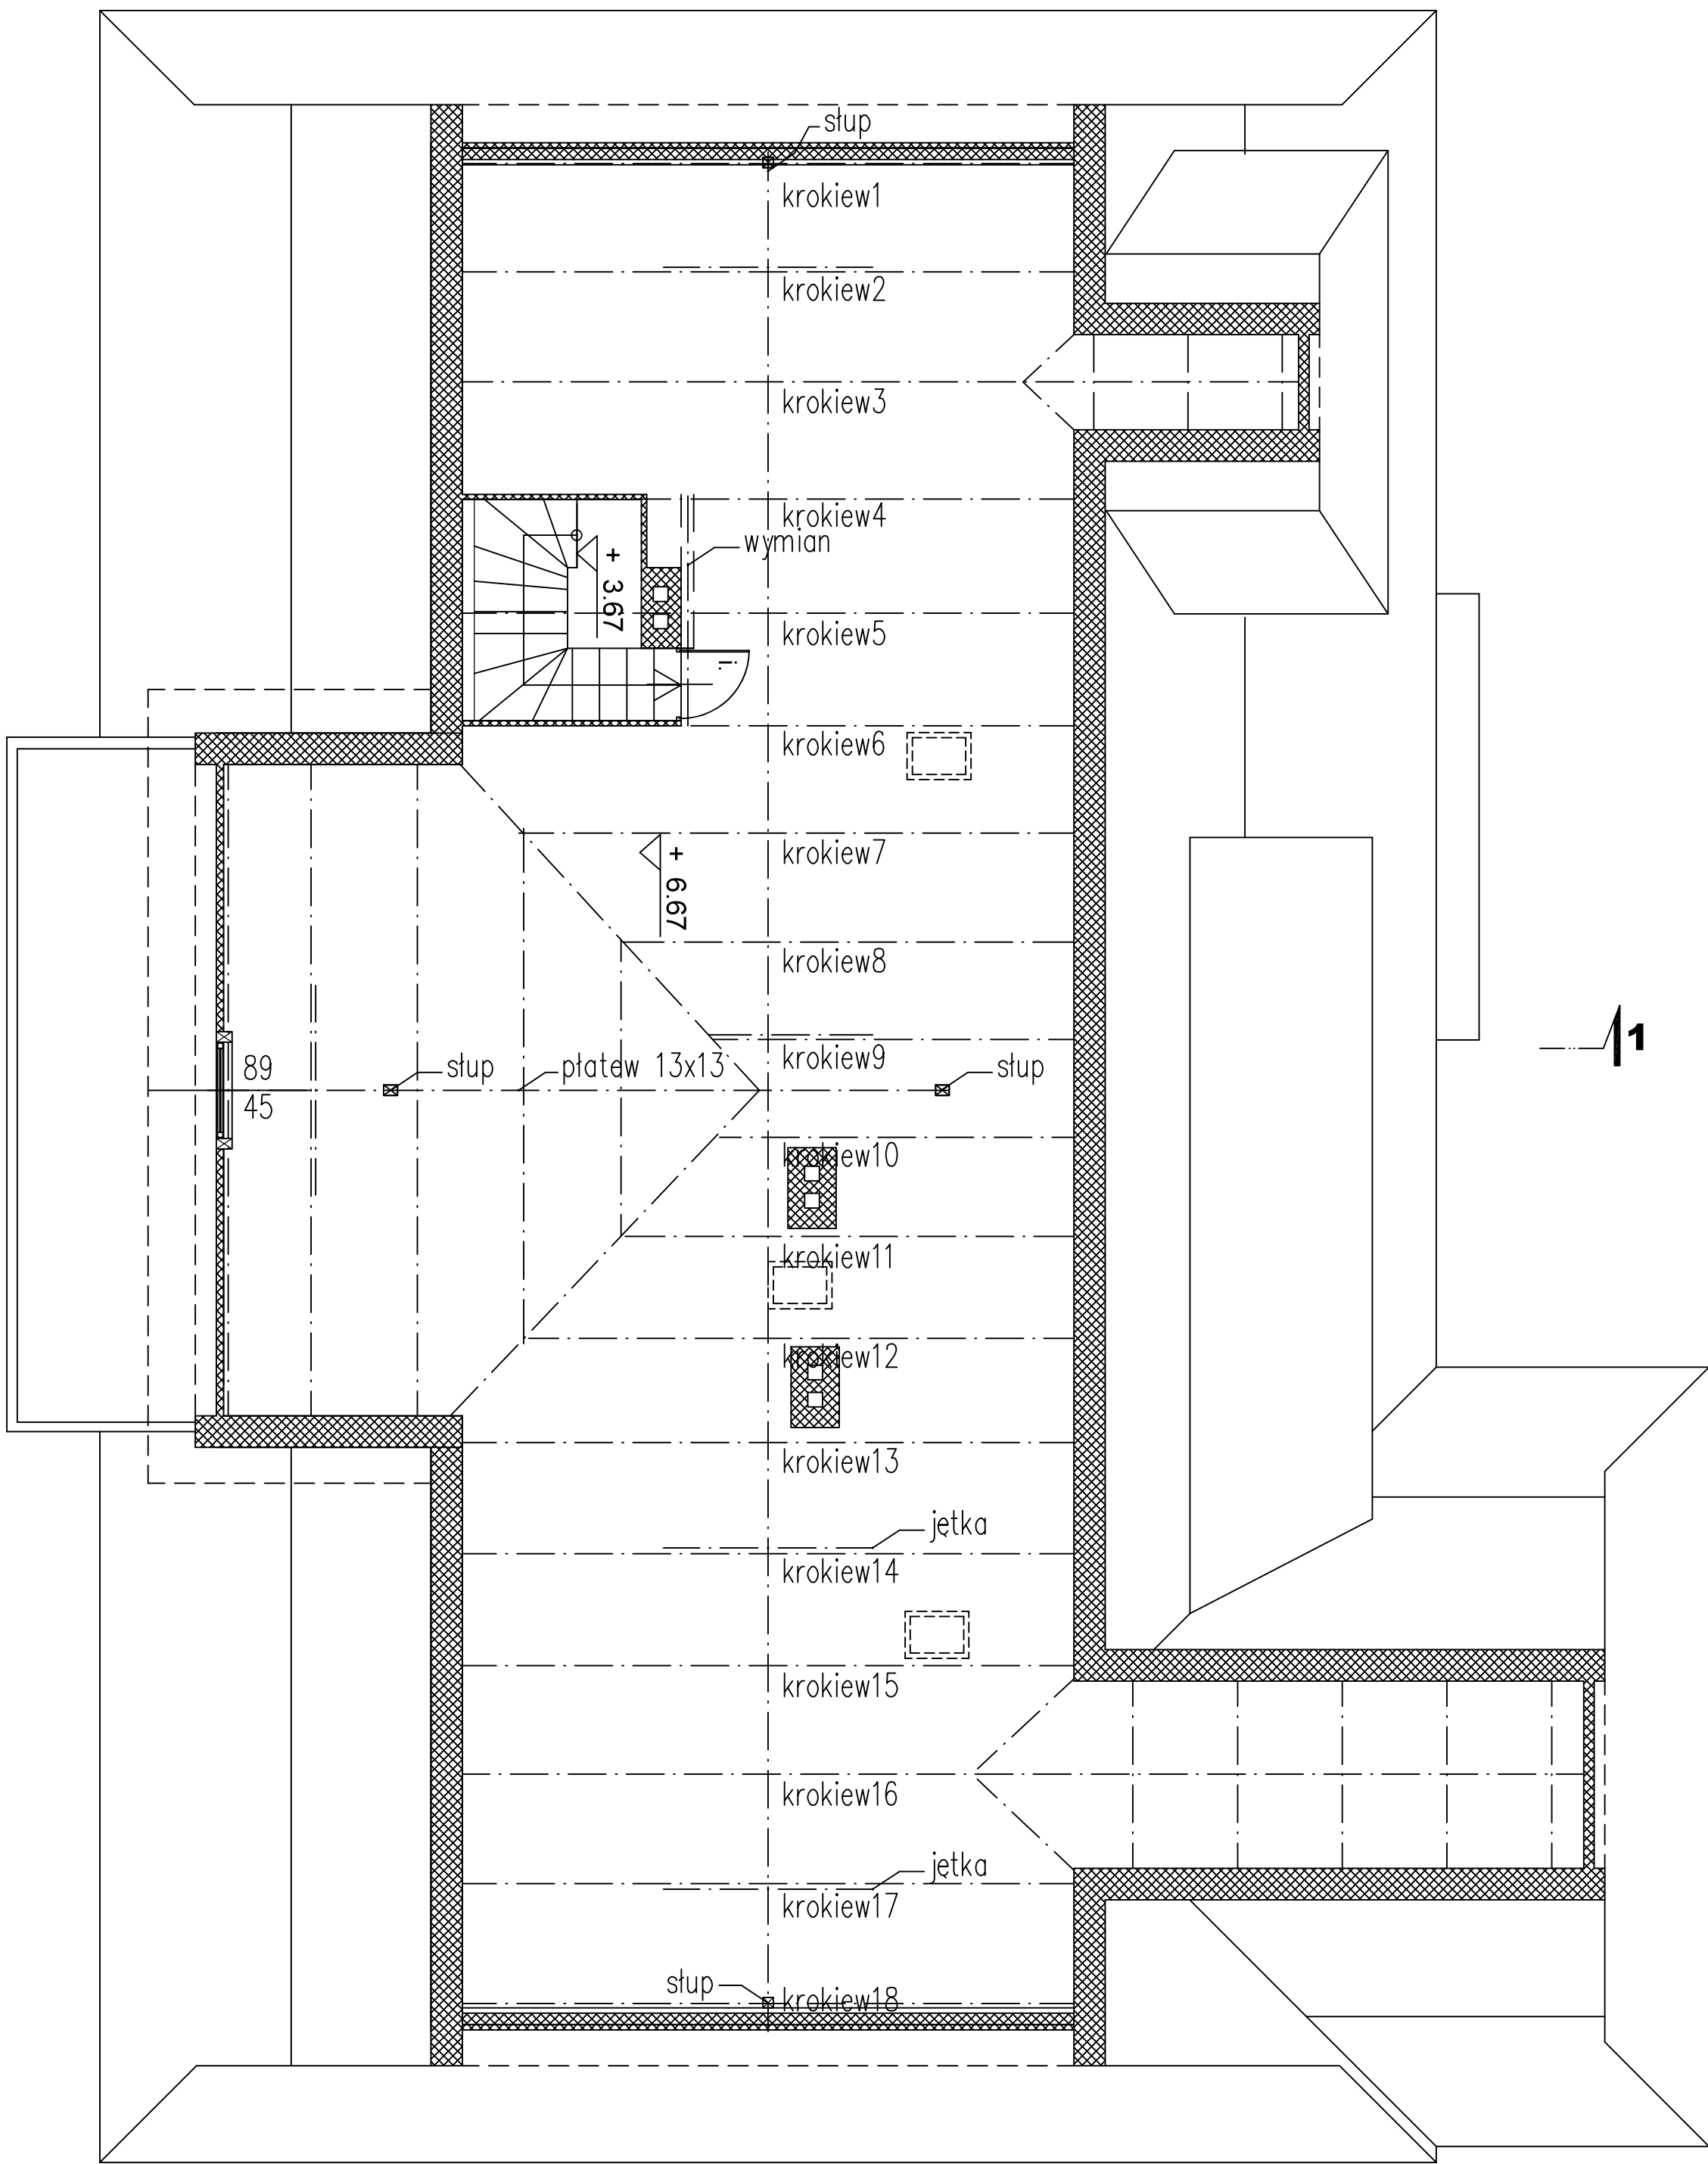 słup
krokiew1
krokiew2
krokiew3
krokiew4
wymian
+ 3.67
krokiew5
i.
krokiew6
krokiew7
+ 6.67
krokiew8
krokiew9
89
45
słup
płatew 13x13
słup
1
krokiew10
krokiew11
krokiew12
krokiew13
jętka
krokiew14
krokiew15
krokiew16
jętka
krokiew17
słup
krokiew18